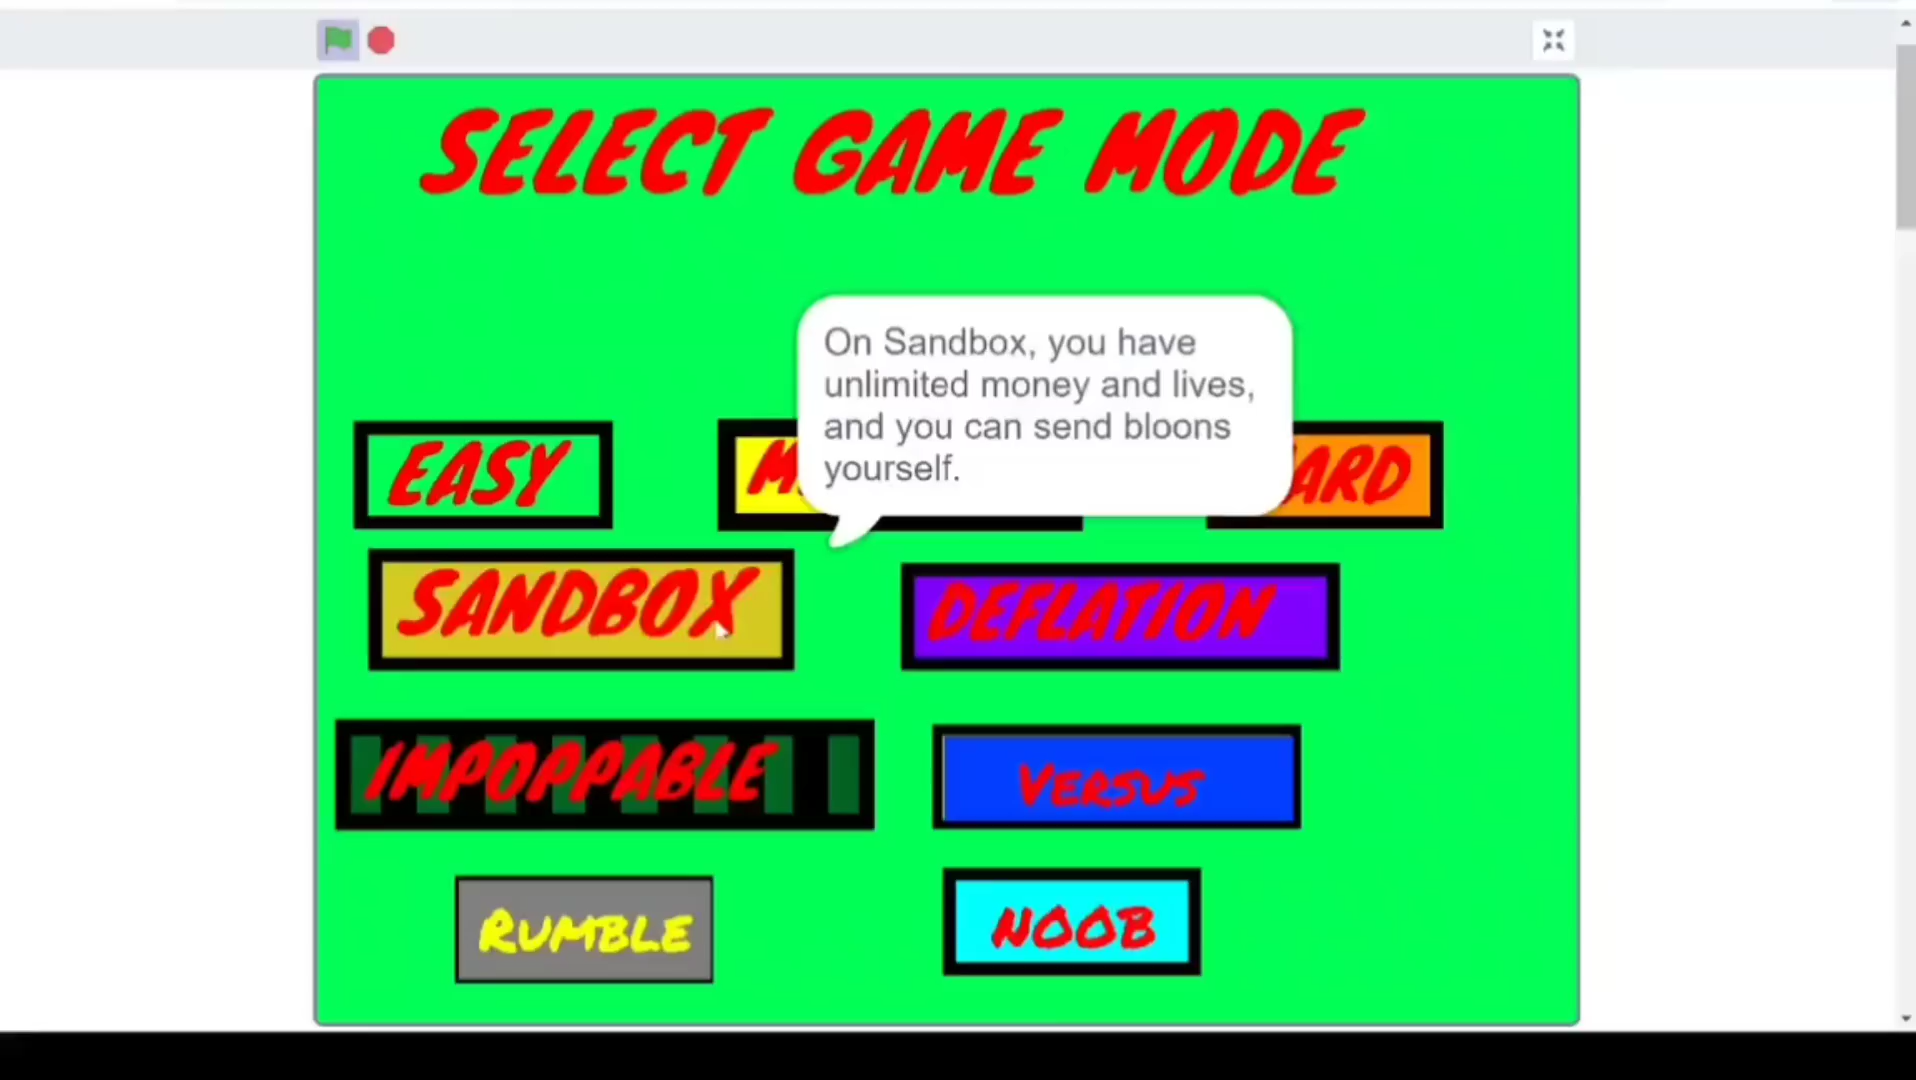 SELECT GAME MODE
On Sandbox, you have
unlimited money and lives,
and you can send bloons
yourself.
EASY
SANDBOX
DEFLATION
IMPOPPABLE
VERSUS
RUMBLE
NOOB